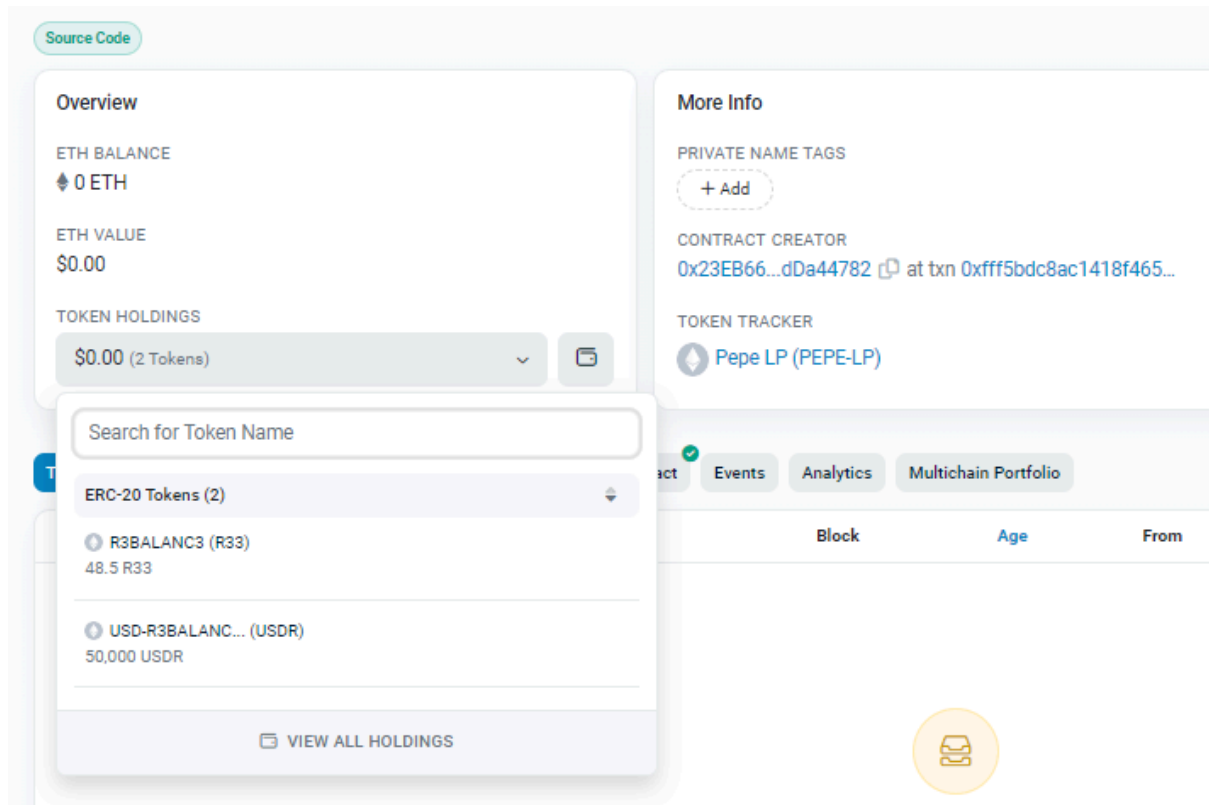 Source Code
Overview
ETH BALANCE
0 ETH
ETH VALUE
$0.00
TOKEN HOLDINGS
$0.00 (2 Tokens)
Search for Token Name
ERC-20 Tokens (2)
R3BALANC3 (R33)
48.5 R33
USD-R3BALANC... (USDR)
50,000 USDR
VIEW ALL HOLDINGS
More Info
PRIVATE NAME TAGS
+ Add
CONTRACT CREATOR
0x23EB66...dDa44782 at txn 0xfff5bdc8ac1418f465...
TOKEN TRACKER
Pepe LP (PEPE-LP)
T
act Events Analytics Multichain Portfolio
Block Age From